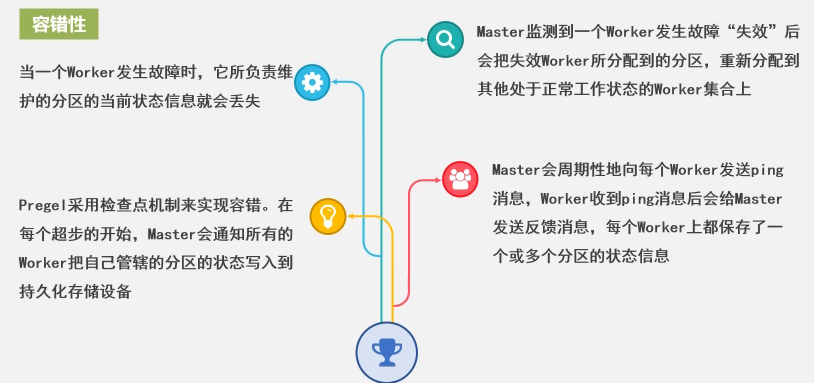 容错性
当一个Worker发生故障时，它所负责维
护的分区的当前状态信息就会丢失
Pregel采用检查点机制来实现容错。在
每个超步的开始，Master会通知所有的
Worker把自己管辖的分区的状态写入到
持久化存储设备
Master监测到一个Worker发生故障“失效”后
会把失效Worker所分配到的分区，重新分配到
其他处于正常工作状态的Worker集合上
Master会周期性地向每个Worker发送ping
消息，Worker收到ping消息后会给Master
发送反馈消息，每个Worker上都保存了一
个或多个分区的状态信息